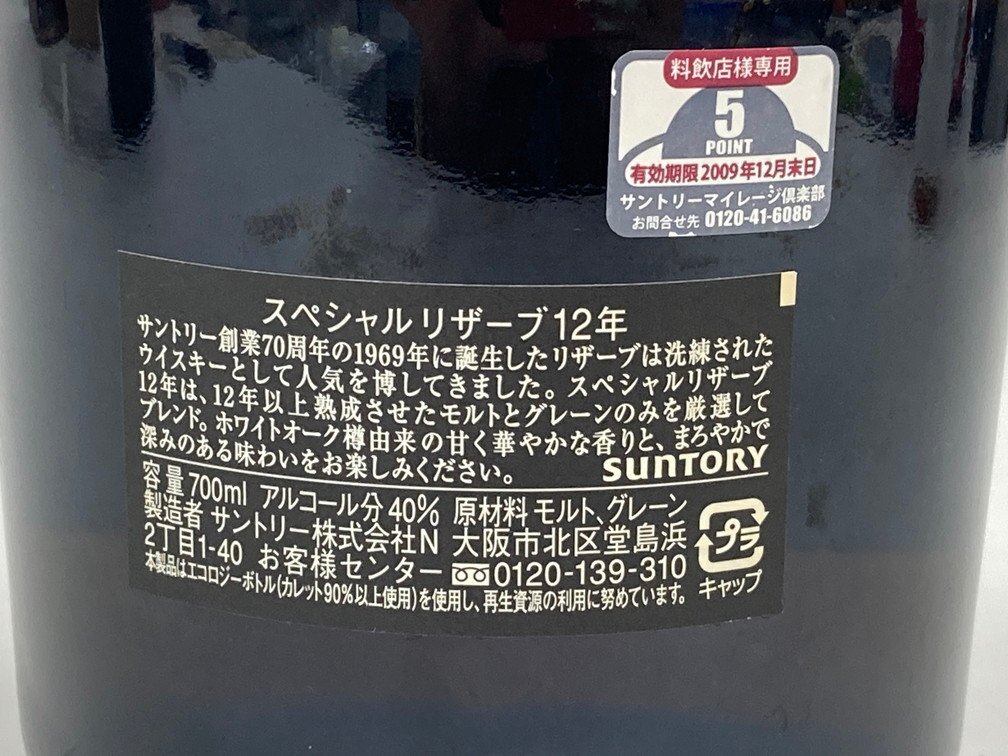 料飲店様専用
5
POINT
有効期限2009年12月末日
サントリーマイレージ倶楽部
お問合せ先 0120-41-6086
スペシャルリザーブ12年
サントリー創業70周年の1969年に誕生したリザーブは洗練された
ウイスキーとして人気を博してきました。スペシャルリザーブ
12年は、12年以上熟成させたモルトとグレーンのみを厳選して
ブレンド。ホワイトオーク樽由来の甘く華やかな香りと、まろやかで
深みのある味わいをお楽しみください。
SUNTORY
容量700ml アルコール分40% 原材料 モルト、グレーン
製造者 サントリー株式会社N 大阪市北区堂島浜
2丁目1-40 お客様センター 0120-139-310
本製品はエコロジーボトル(カレット90%以上使用)を使用し、再生資源の利用に努めています。
プラ
キャップ